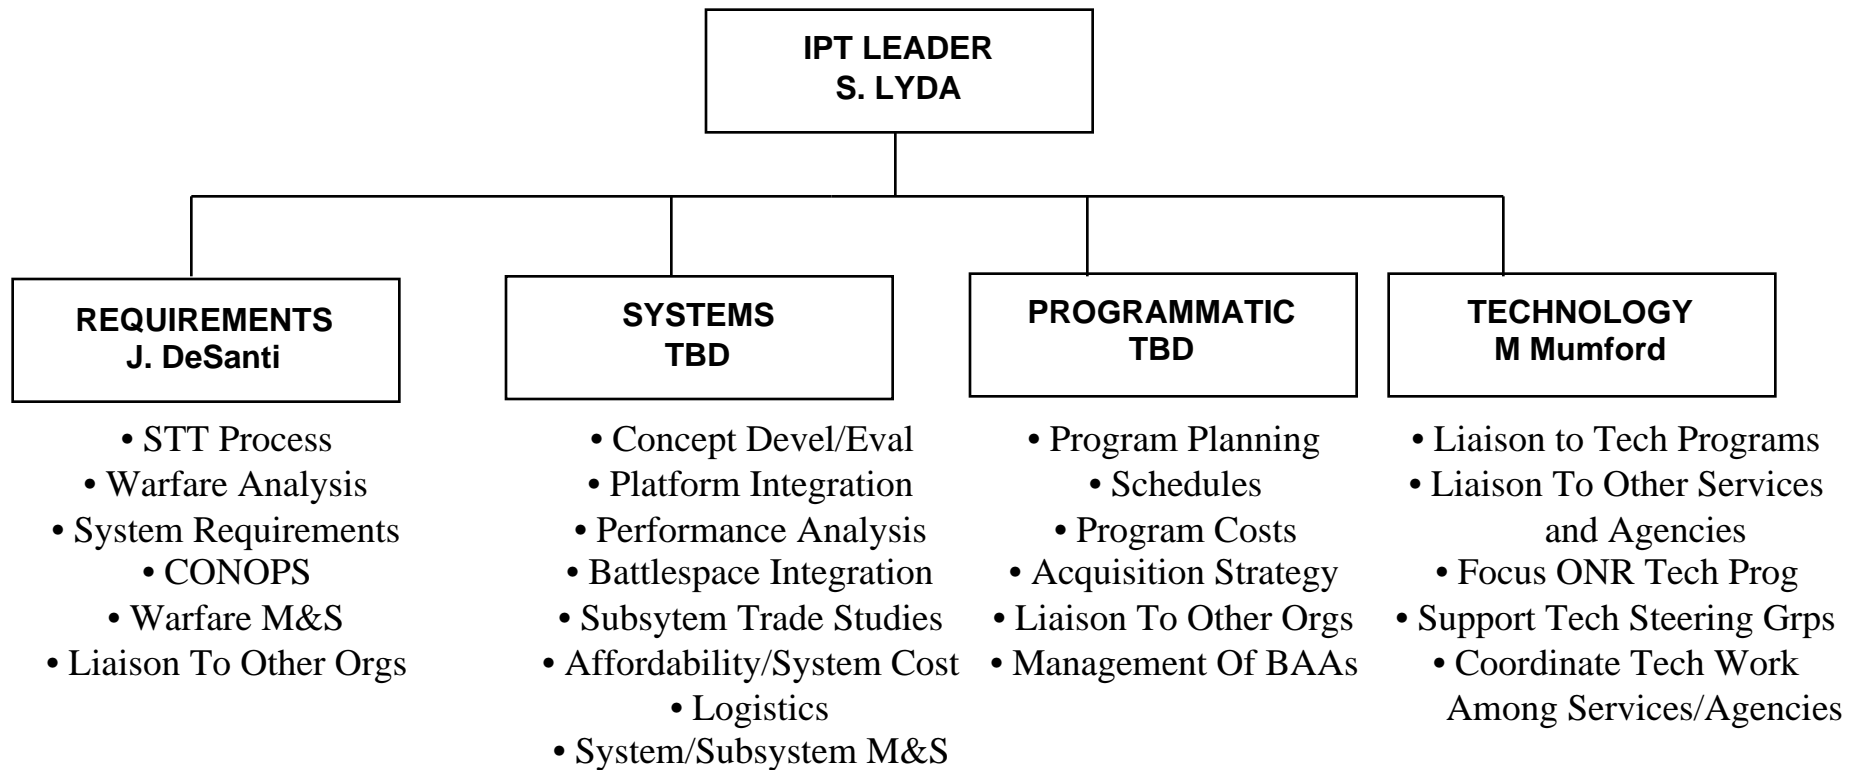 IPT LEADER
S. LYDA
REQUIREMENTS
J. DeSanti
• STT Process
• Warfare Analysis
• System Requirements
• CONOPS
• Warfare M&S
• Liaison To Other Orgs
SYSTEMS
TBD
• Concept Devel/Eval
• Platform Integration
• Performance Analysis
• Battlespace Integration
• Subsytem Trade Studies
• Affordability/System Cost
• Logistics
• System/Subsystem M&S
PROGRAMMATIC
TBD
• Program Planning
• Schedules
• Program Costs
• Acquisition Strategy
• Liaison To Other Orgs
• Management Of BAAs
TECHNOLOGY
M Mumford
• Liaison to Tech Programs
• Liaison To Other Services
and Agencies
• Focus ONR Tech Prog
• Support Tech Steering Grps
• Coordinate Tech Work
Among Services/Agencies